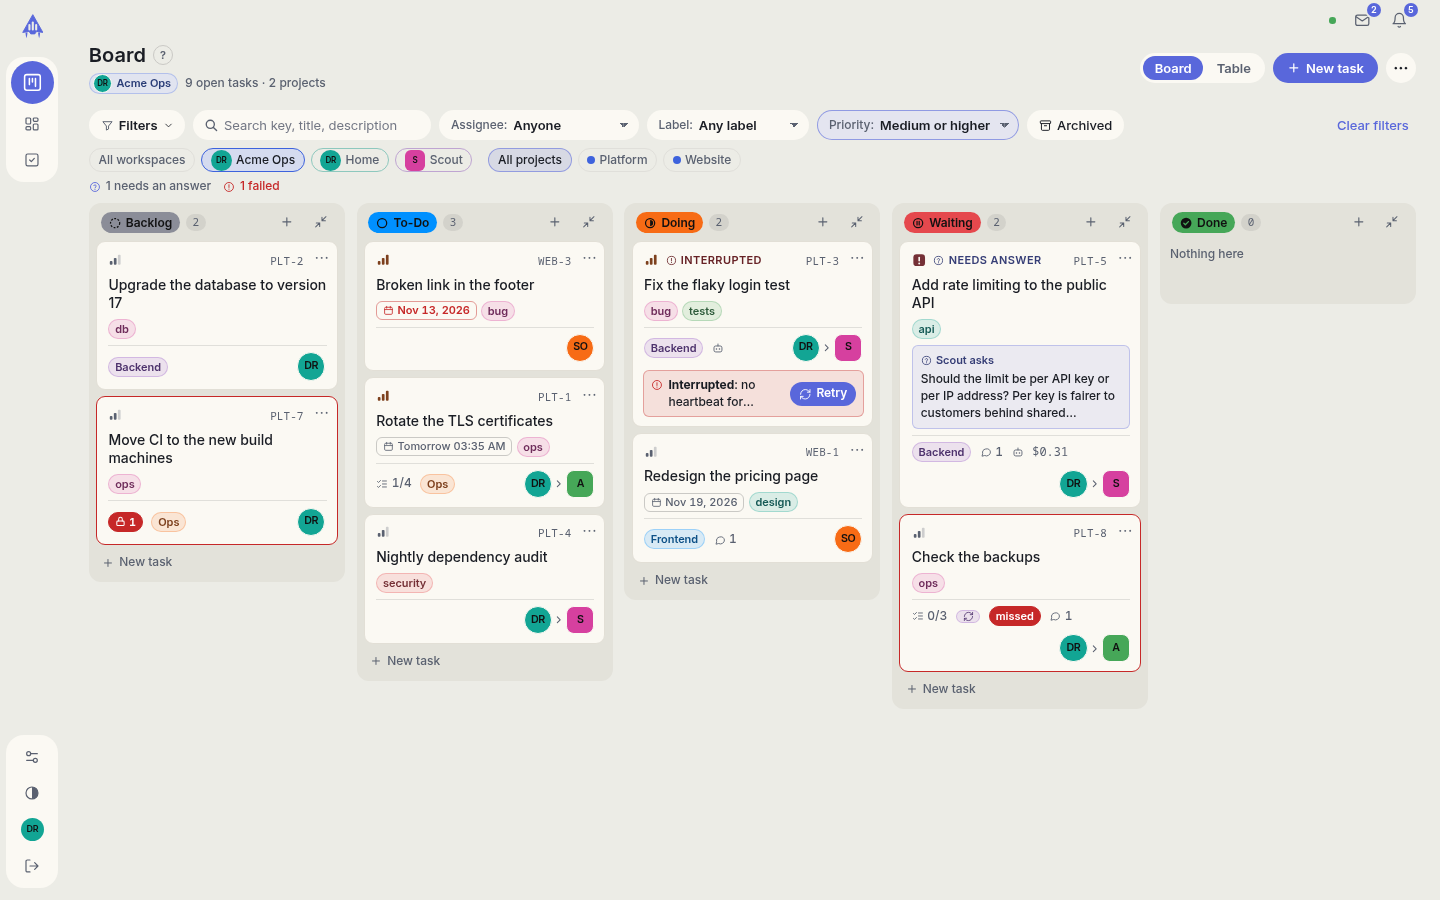 2
5
Board ?
DR Acme Ops 9 open tasks · 2 projects
Board Table
New task
Filters
Search key, title, description
Assignee: Anyone
Label: Any label
Priority: Medium or higher
Archived
Clear filters
All workspaces
DR Acme Ops
DR Home
S Scout
All projects
Platform
Website
1 needs an answer
1 failed
Backlog 2
PLT-2
Upgrade the database to version
17
db
Backend
DR
PLT-7
Move CI to the new build
machines
ops
1
Ops
DR
New task
To-Do 3
WEB-3
Broken link in the footer
Nov 13, 2026
bug
SO
PLT-1
Rotate the TLS certificates
Tomorrow 03:35 AM
ops
1/4
Ops
DR
A
PLT-4
Nightly dependency audit
security
DR
S
New task
Doing 2
INTERRUPTED
PLT-3
Fix the flaky login test
bug
tests
Backend
DR
S
Interrupted: no
heartbeat for...
Retry
WEB-1
Redesign the pricing page
Nov 19, 2026
design
Frontend
1
SO
New task
Waiting 2
NEEDS ANSWER
PLT-5
Add rate limiting to the public
API
api
Scout asks
Should the limit be per API key or
per IP address? Per key is fairer to
customers behind shared...
Backend
1
$0.31
DR
S
PLT-8
Check the backups
ops
0/3
missed
1
DR
A
New task
Done 0
Nothing here
DR